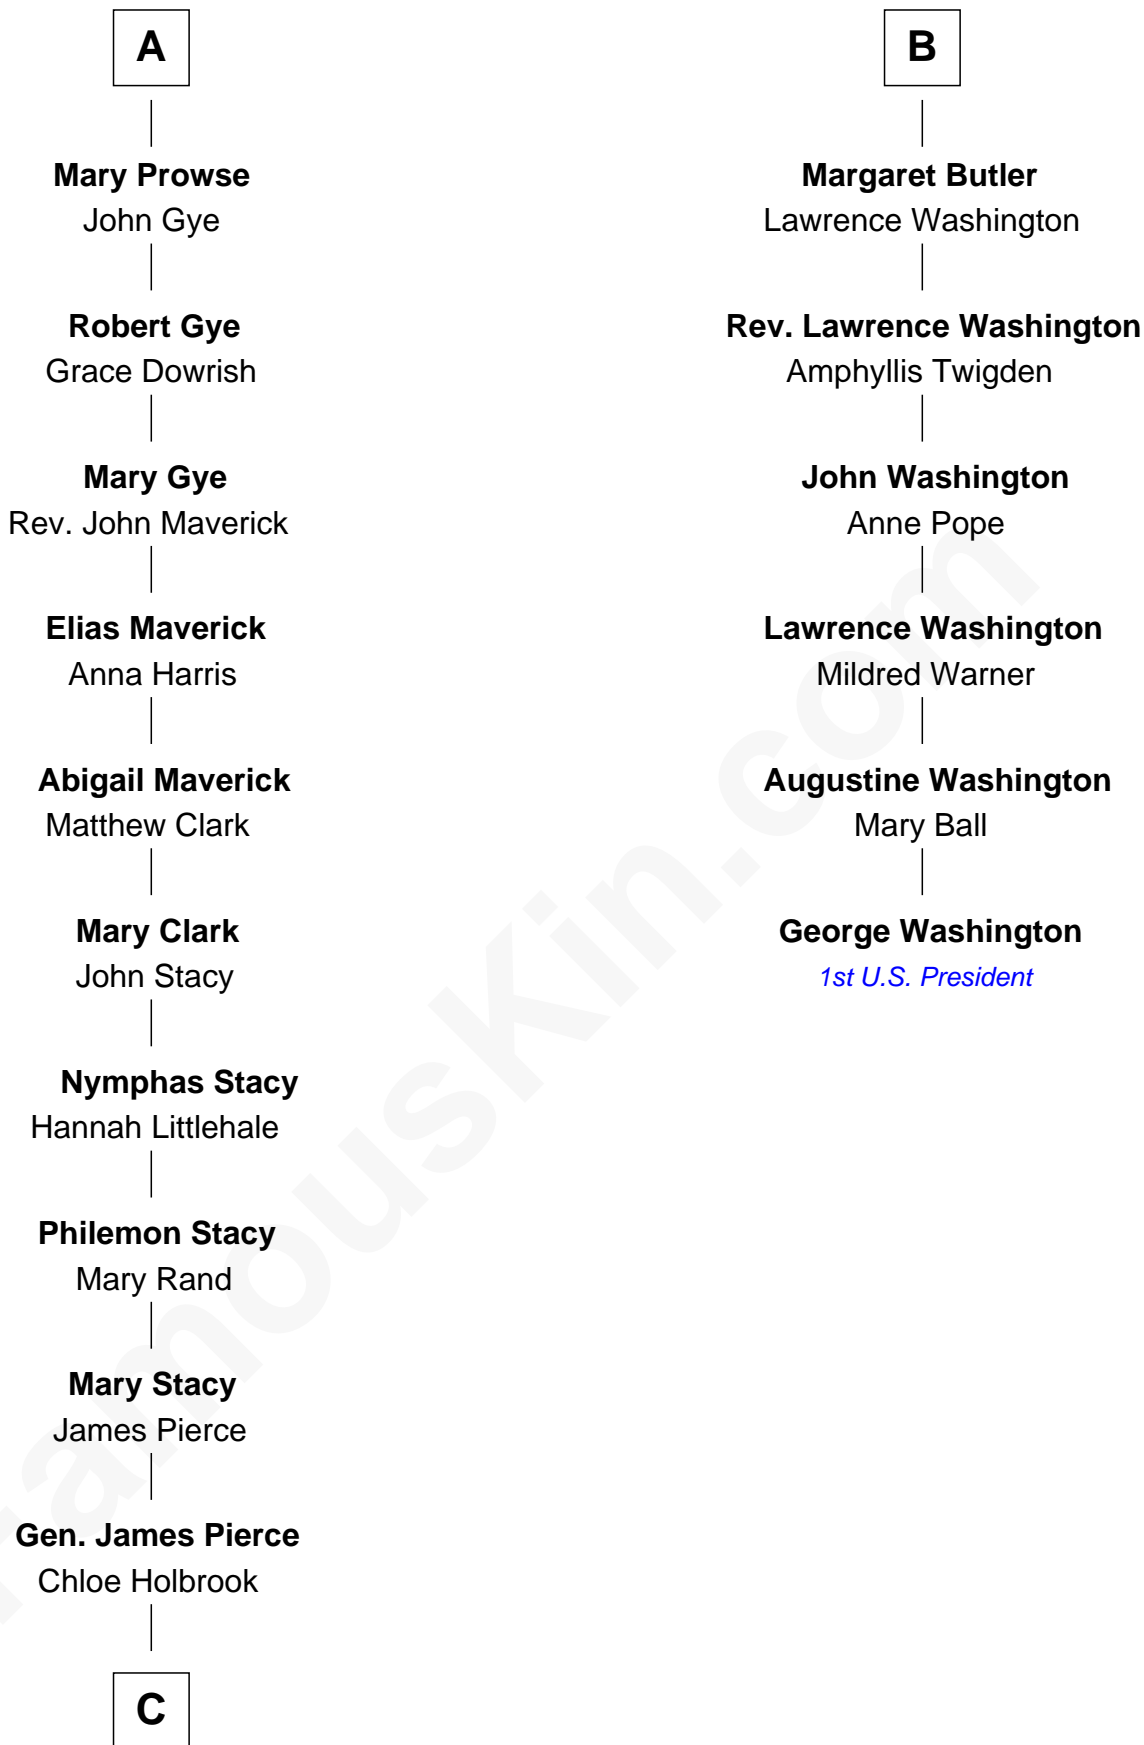 A
Mary Prowse
John Gye
Robert Gye
Grace Dowrish
Mary Gye
Rev. John Maverick
Elias Maverick
Anna Harris
Abigail Maverick
Matthew Clark
Mary Clark
John Stacy
Nymphas Stacy
Hannah Littlehale
Philemon Stacy
Mary Rand
Mary Stacy
James Pierce
Gen. James Pierce
Chloe Holbrook
C
B
Margaret Butler
Lawrence Washington
Rev. Lawrence Washington
Amphyllis Twigden
John Washington
Anne Pope
Lawrence Washington
Mildred Warner
Augustine Washington
Mary Ball
George Washington
1st U.S. President
FamousKin.com